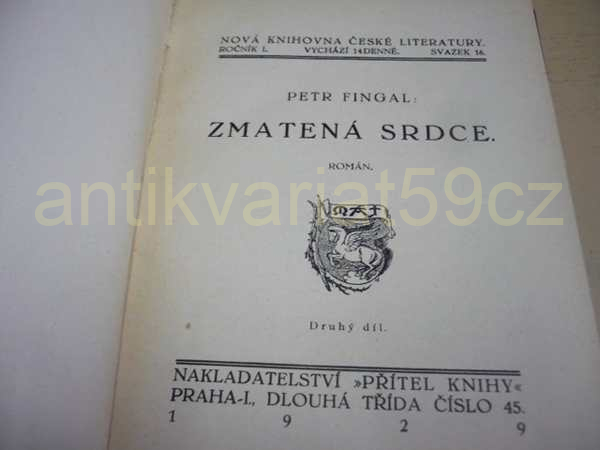 NOVÁ KNIHOVNA ČESKÉ LITERATURY.
ROČNÍK I. VYCHÁZÍ 14DENNĚ. SVAZEK 16.
PETR FINGAL:
ZMATENÁ SRDCE.
ROMÁN.
antikvariat59cz
Druhý díl.
NAKLADATELSTVÍ »PŘÍTEL KNIHY«
PRAHA-I., DLOUHÁ TŘÍDA ČÍSLO 45.
1 9 2 9